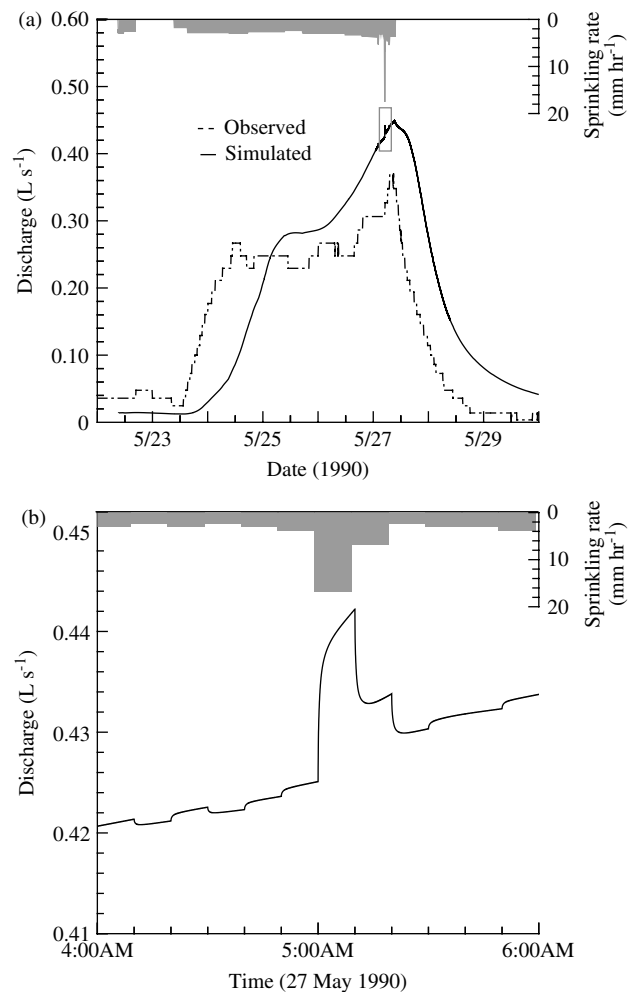 (a)
0.60
0.50
0.40
0.30
0.20
0.10
0
Discharge (L s-1)
0
10
20
Sprinkling rate
(mm hr-1)
Observed
Simulated
5/23
5/25
5/27
5/29
Date (1990)
(b)
0.45
0.44
0.43
0.42
0.41
Discharge (L s-1)
0
10
20
Sprinkling rate
(mm hr-1)
4:00AM
5:00AM
6:00AM
Time (27 May 1990)